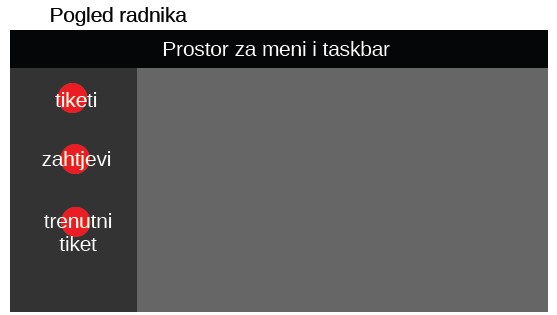 Pogled radnika
Prostor za meni i taskbar
tiketi
zahtjevi
trenutni
tiket